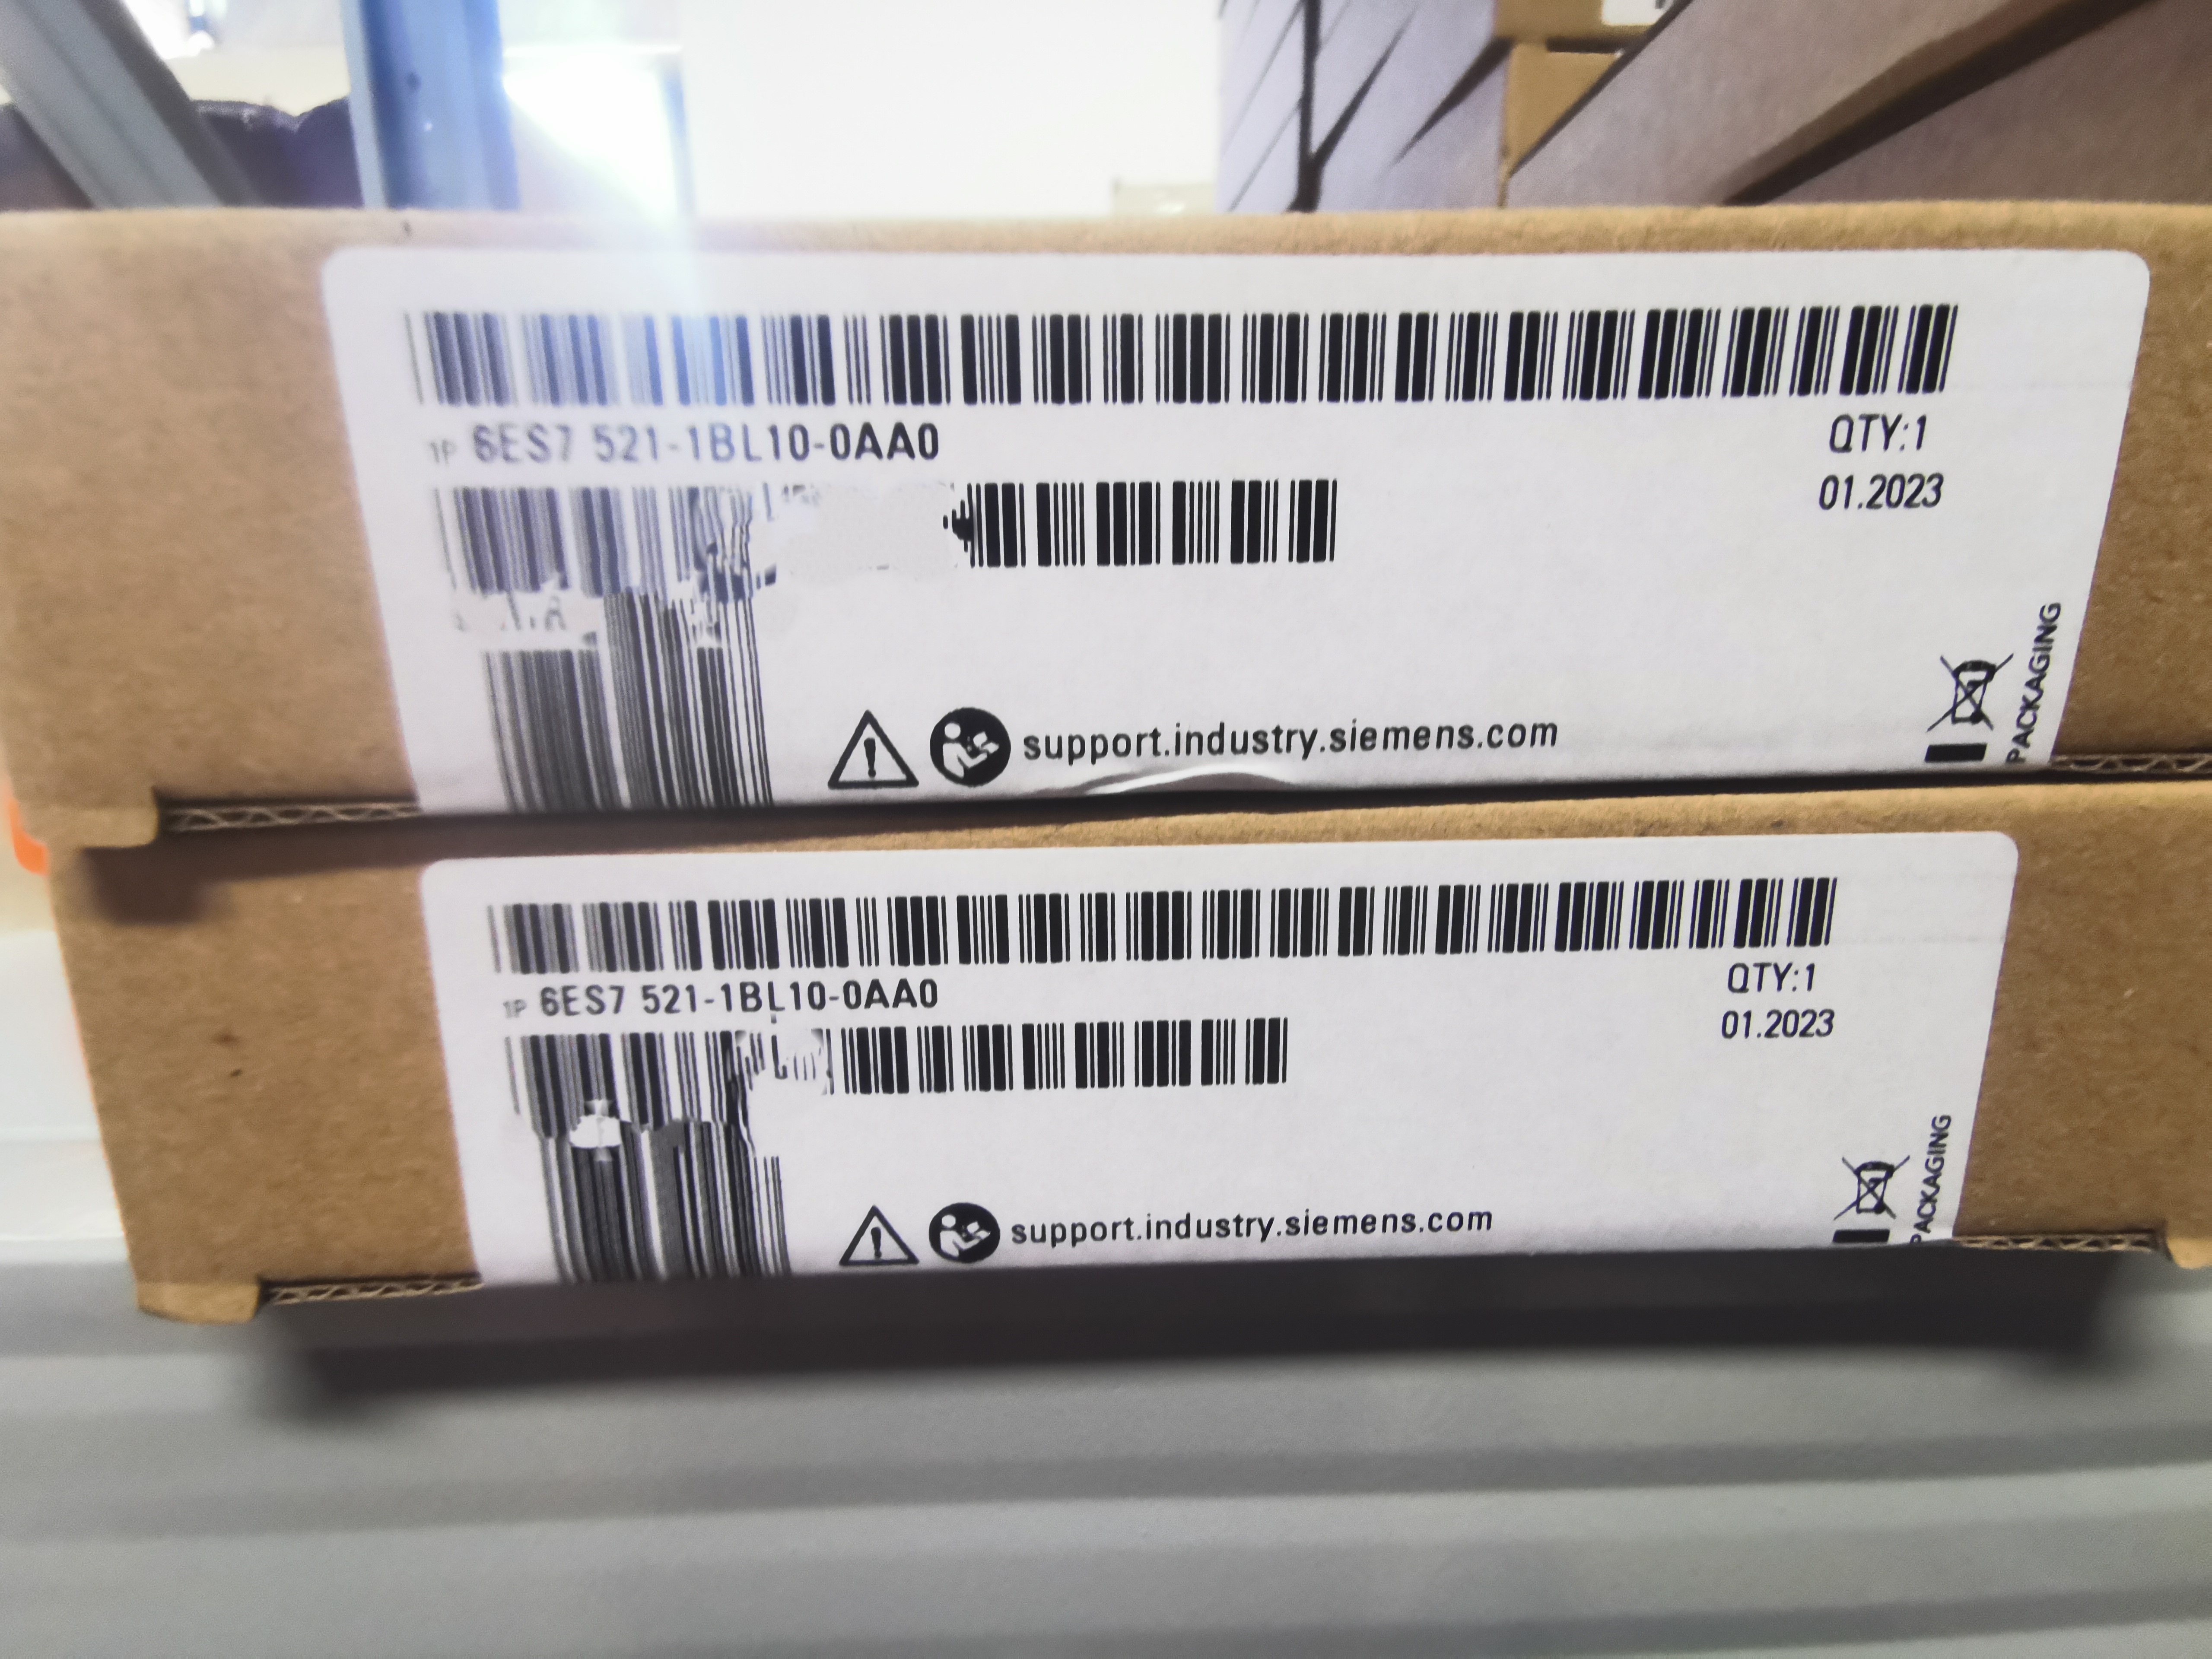 1P 6ES7 521-1BL10-0AA0
QTY:1
01.2023
support.industry.siemens.com
PACKAGING
1P 6ES7 521-1BL10-0AA0
QTY:1
01.2023
support.industry.siemens.com
PACKAGING